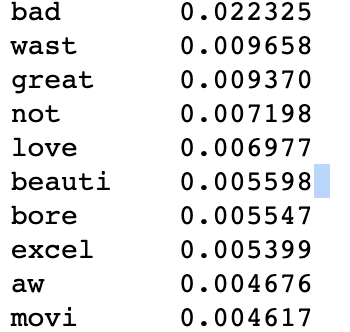 bad 0.022325
wast 0.009658
great 0.009370
not 0.007198
love 0.006977
beauti 0.005598
bore 0.005547
excel 0.005399
aw 0.004676
movi 0.004617